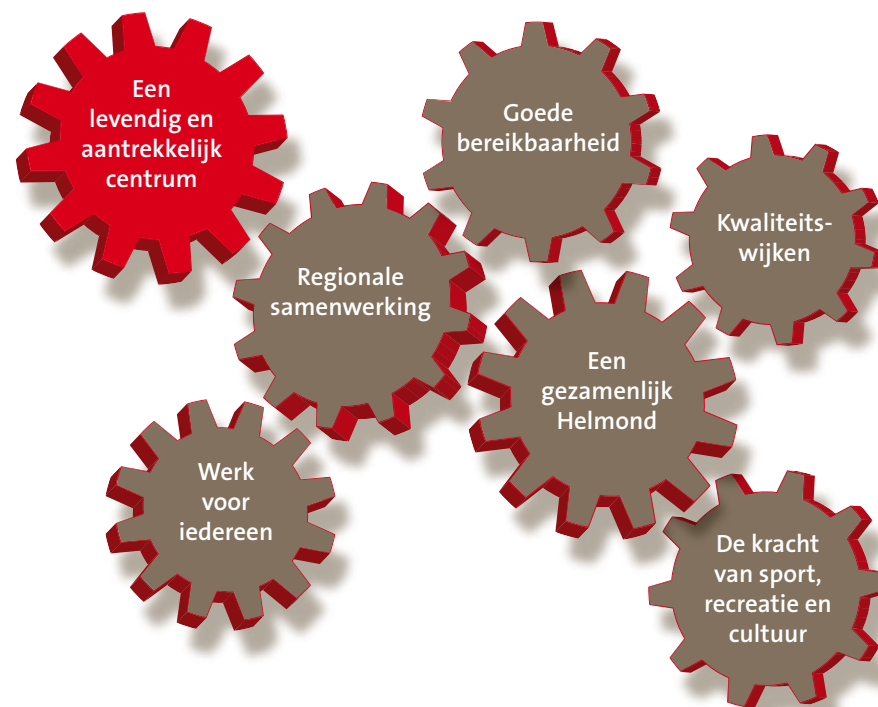 Een
levendig en
aantrekkelijk
centrum
Goede
bereikbaarheid
Kwaliteits-
wijken
Regionale
samenwerking
Een
gezamenlijk
Helmond
Werk
voor
iedereen
De kracht
van sport,
recreatie en
cultuur